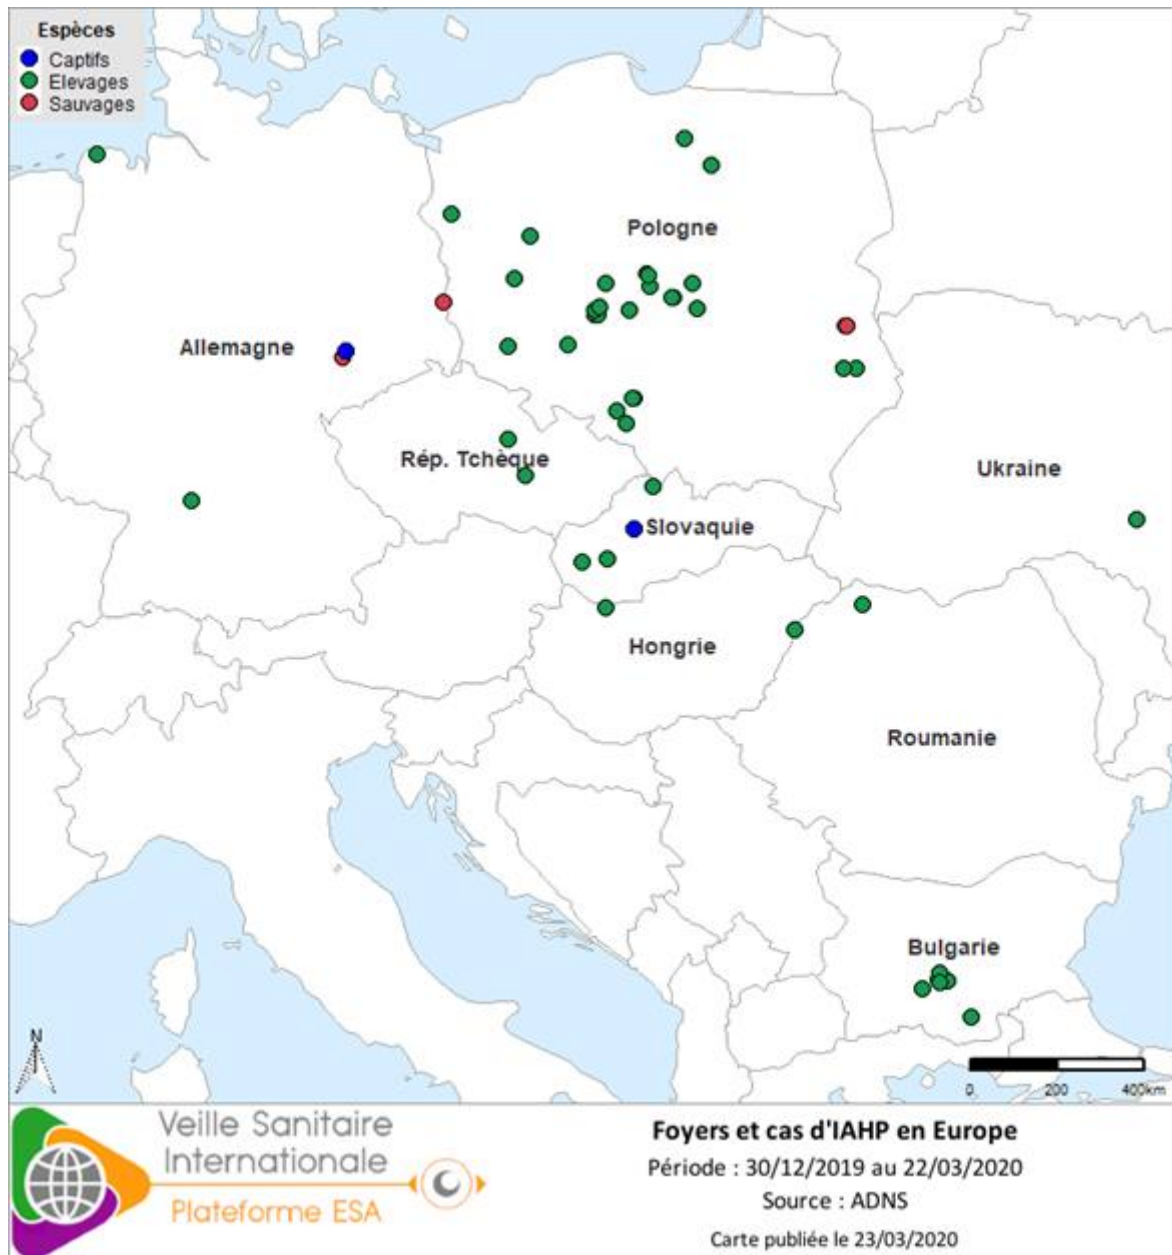 Espèces
Captifs
Elevages
Sauvages
Pologne
Allemagne
Rép. Tchèque
Ukraine
Slovaquie
Hongrie
Roumanie
Bulgarie
N
0 200 400km
Veille Sanitaire
Internationale
Plateforme ESA
Foyers et cas d'IAHP en Europe
Période : 30/12/2019 au 22/03/2020
Source : ADNS
Carte publiée le 23/03/2020